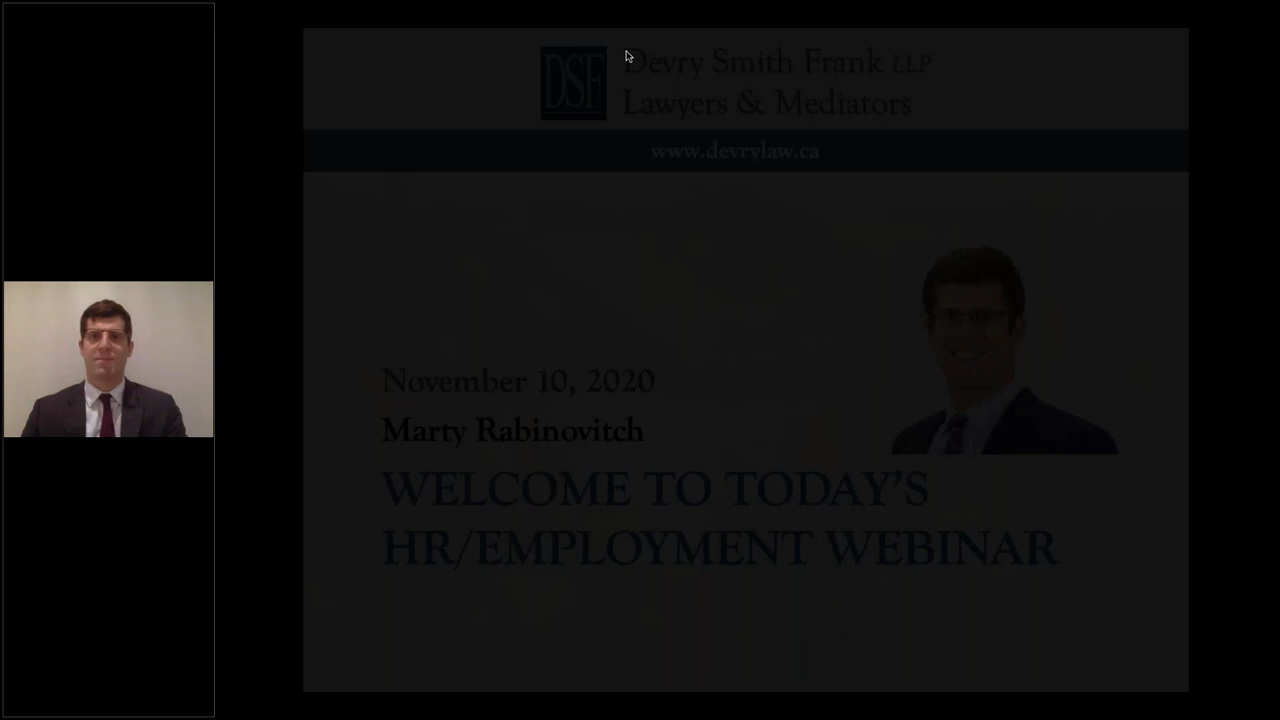 DSF
Devry Smith Frank LLP
Lawyers & Mediators
www.devrylaw.ca
November 10, 2020
Marty Rabinovitch
WELCOME TO TODAY'S
HR/EMPLOYMENT WEBINAR